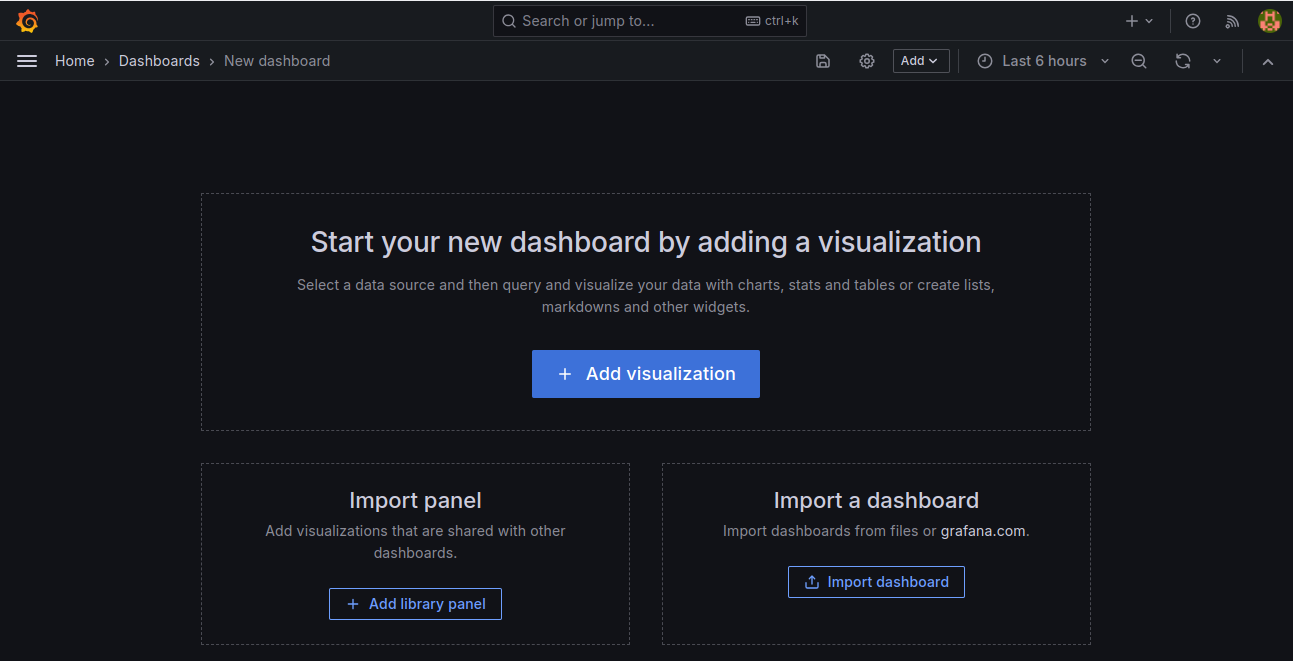 Search or jump to... ctrl+k
Home › Dashboards › New dashboard Add Last 6 hours
Start your new dashboard by adding a visualization
Select a data source and then query and visualize your data with charts, stats and tables or create lists,
markdowns and other widgets.
+ Add visualization
Import panel
Add visualizations that are shared with other
dashboards.
+ Add library panel
Import a dashboard
Import dashboards from files or grafana.com.
Import dashboard